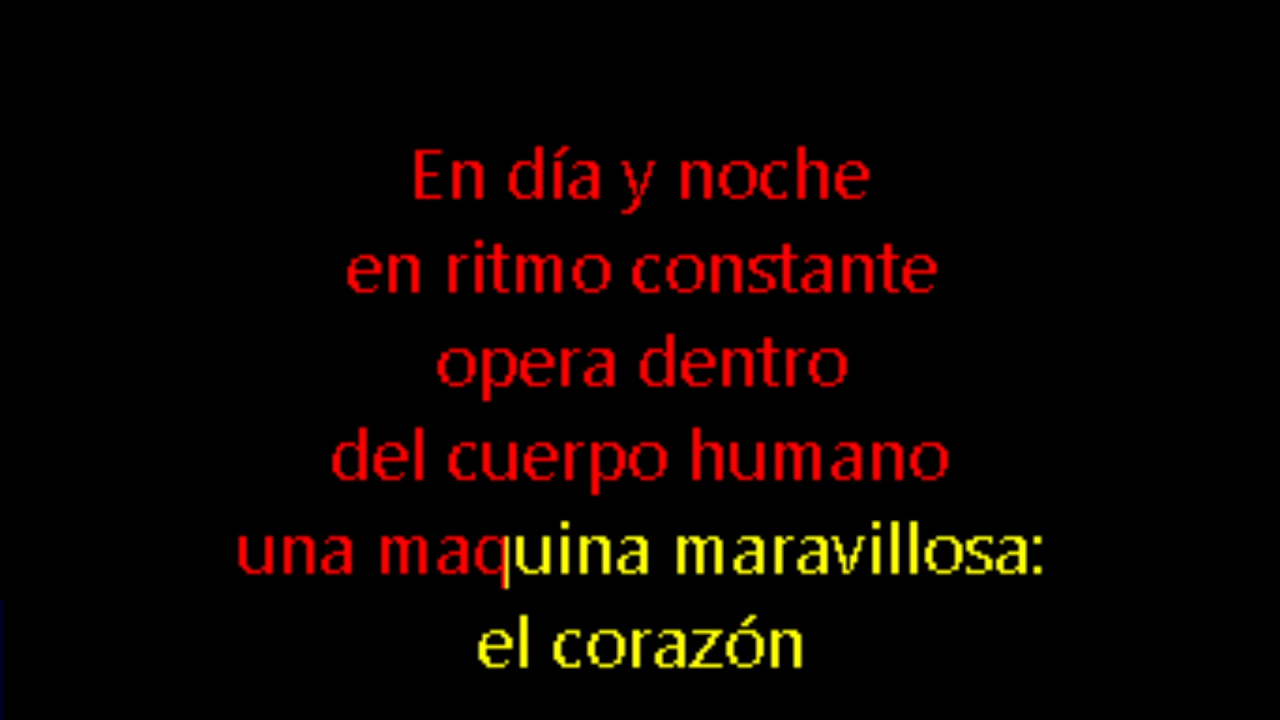 En día y noche
en ritmo constante
opera dentro
del cuerpo humano
una maquina maravillosa:
el corazón